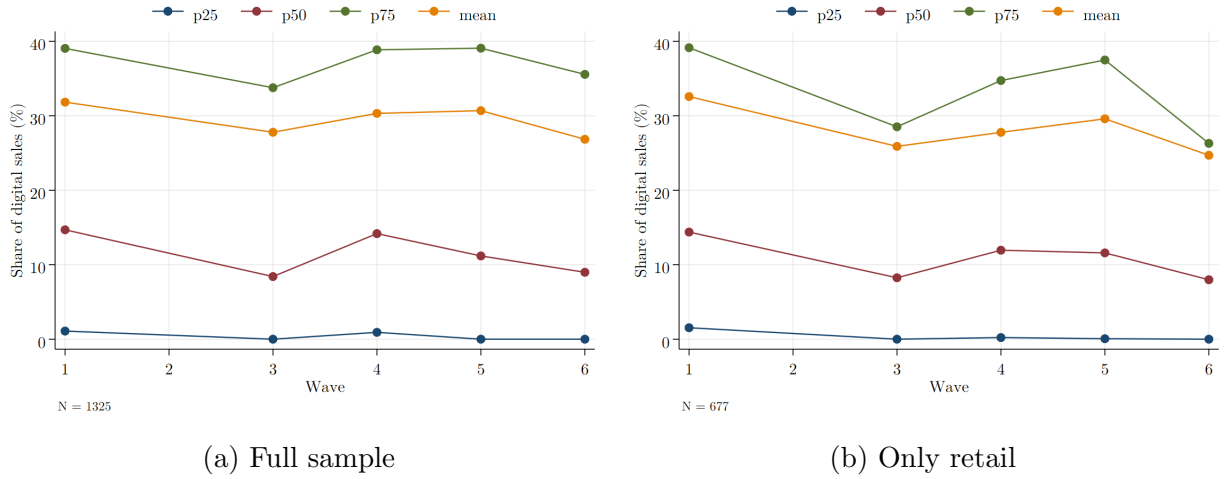 p25 p50 p75 mean
Share of digital sales (%)
40
30
20
10
0
1 2 3 4 5 6
Wave
N = 1325
(a) Full sample
p25 p50 p75 mean
Share of digital sales (%)
40
30
20
10
0
1 2 3 4 5 6
Wave
N = 677
(b) Only retail